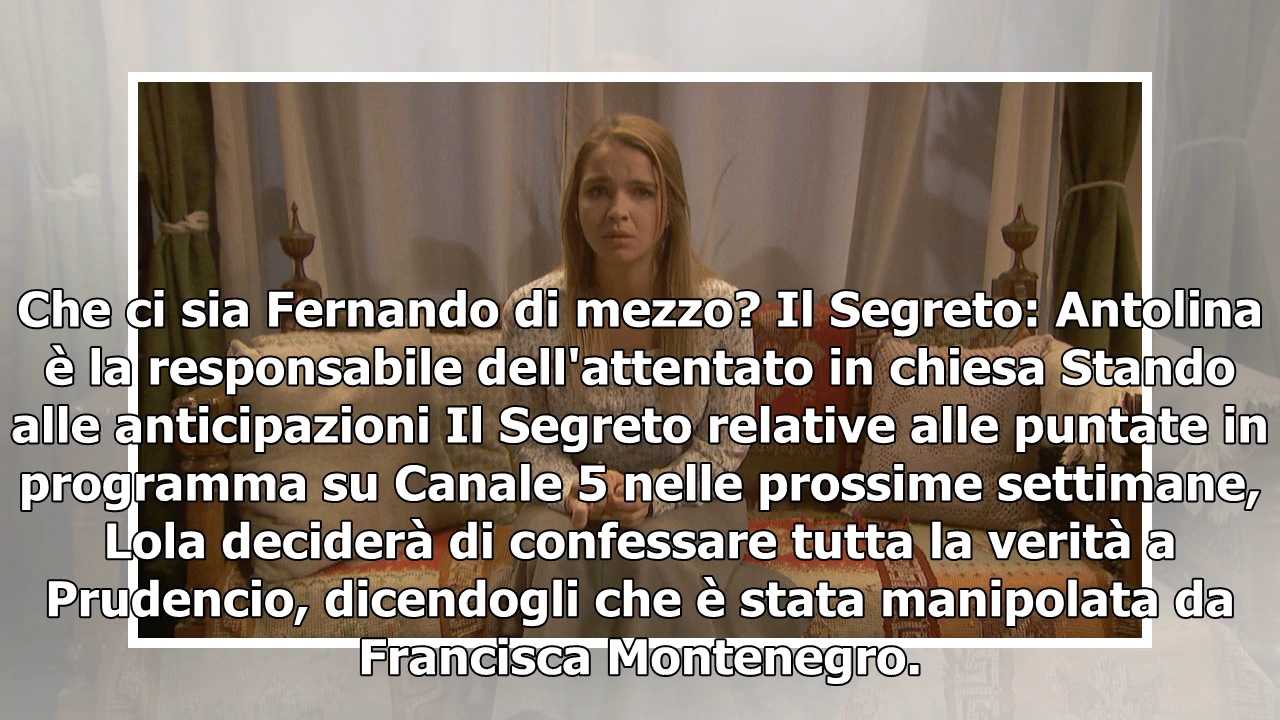 Che ci sia Fernando di mezzo? Il Segreto: Antolina
è la responsabile dell'attentato in chiesa Stando
alle anticipazioni Il Segreto relative alle puntate in
programma su Canale 5 nelle prossime settimane,
Lola deciderà di confessare tutta la verità a
Prudencio, dicendogli che è stata manipolata da
Francisca Montenegro.